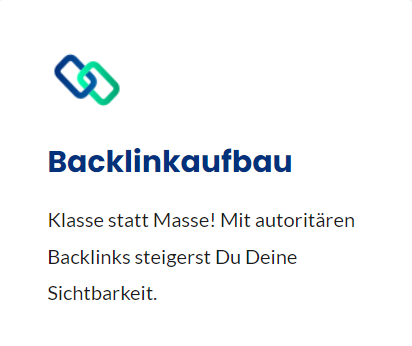 Backlinkaufbau
Klasse statt Masse! Mit autoritären
Backlinks steigerst Du Deine
Sichtbarkeit.